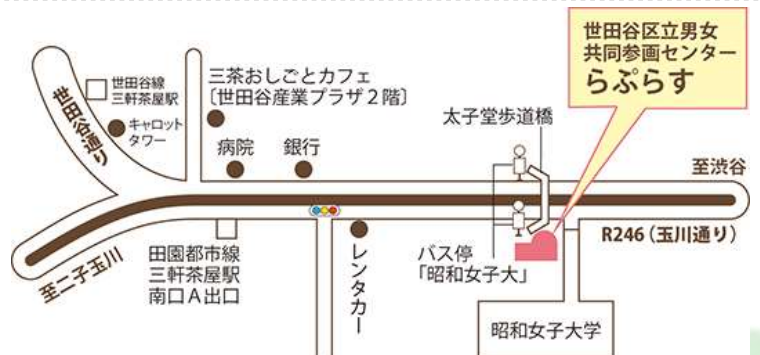 世田谷区立男女
共同参画センター
らぷらす
三茶おしごとカフェ
〔世田谷産業プラザ２階〕
世田谷線
三軒茶屋駅
世田谷通り
キャロット
タワー
病院
銀行
太子堂歩道橋
至渋谷
R246（玉川通り）
至二子玉川
田園都市線
三軒茶屋駅
南口Ａ出口
レンタカー
バス停
「昭和女子大」
昭和女子大学